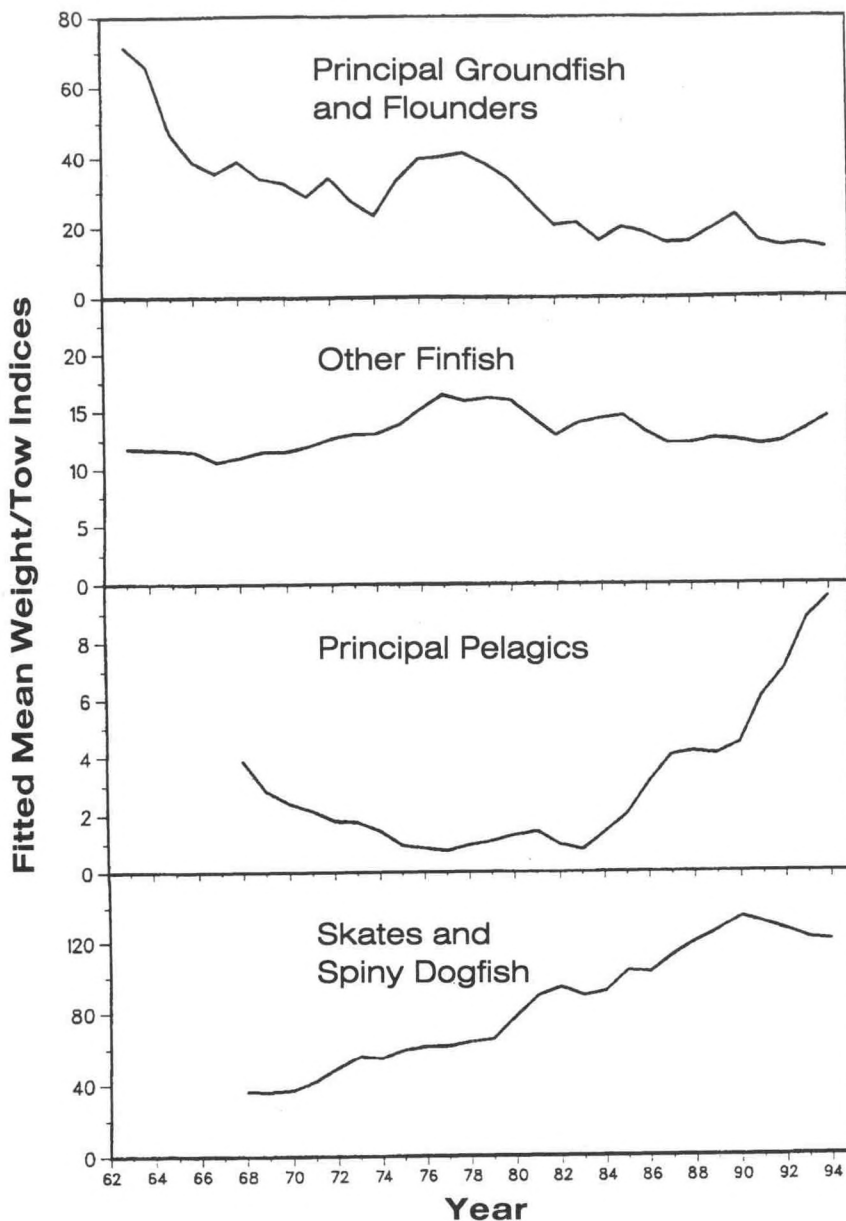 Fitted Mean Weight/Tow Indices
80
60
40
20
0
Principal Groundfish
and Flounders
20
15
10
5
0
Other Finfish
8
6
4
2
0
Principal Pelagics
120
80
40
0
Skates and
Spiny Dogfish
62 64 66 68 70 72 74 76 78 80 82 84 86 88 90 92 94
Year